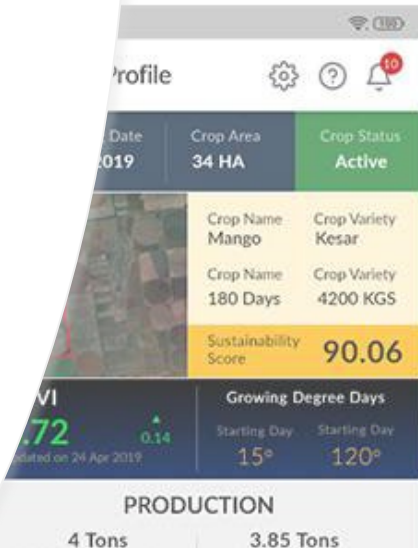 100
Profile
10
Date
Crop Area
Crop Status
2019
34 HA
Active
Crop Name
Crop Variety
Mango
Kesar
Crop Name
Crop Variety
180 Days
4200 KGS
Sustainability
Score
90.06
VI
Growing Degree Days
.72
0.14
Starting Day
Starting Day
dated on 24 Apr 2019
15°
120°
PRODUCTION
4 Tons
3.85 Tons